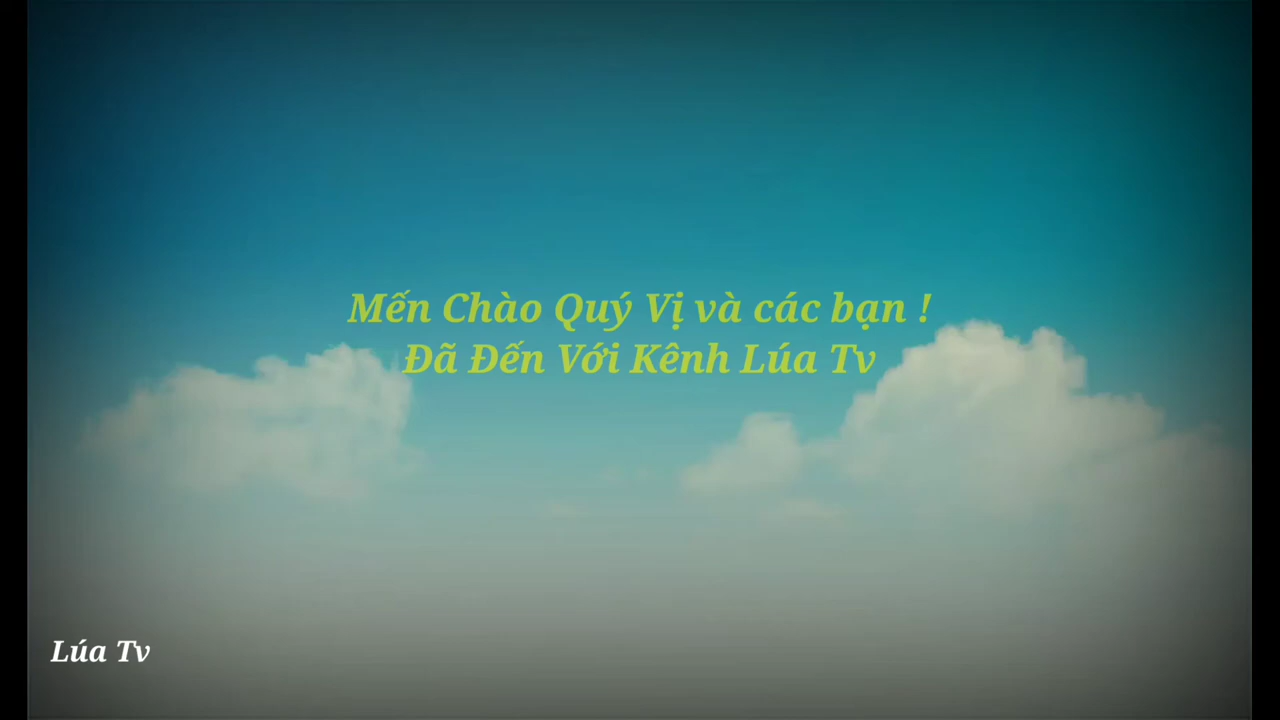 Mến Chào Quý Vị và các bạn !
Đã Đến Với Kênh Lúa Tv
Lúa Tv